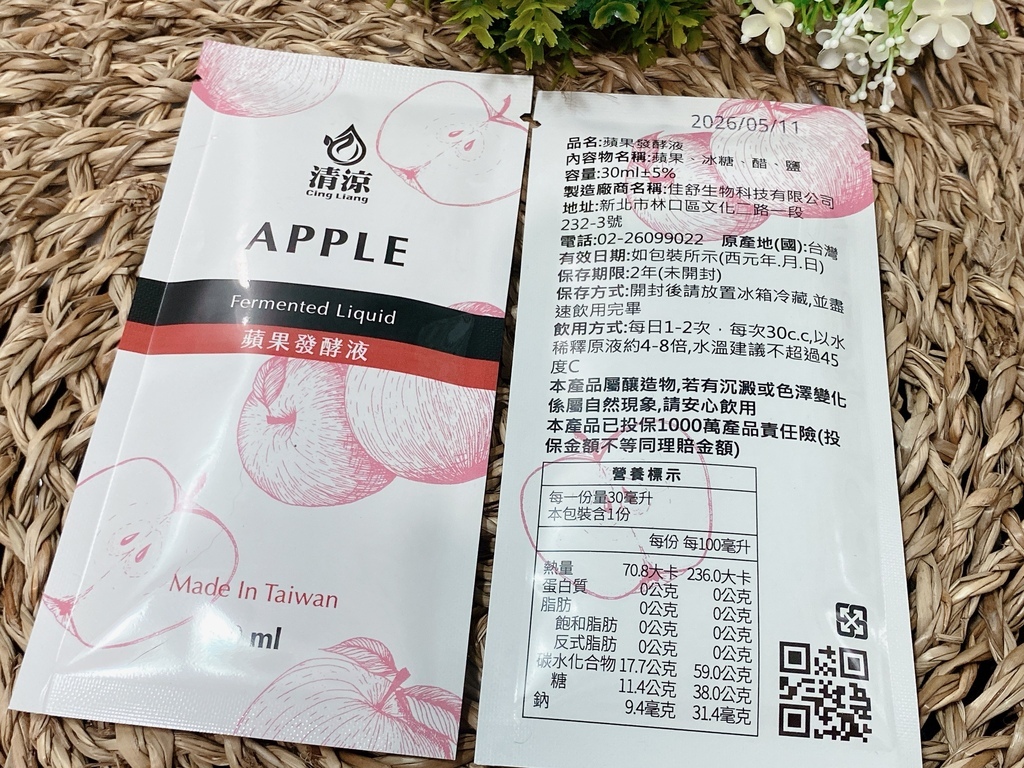 清涼
Cing Liang
APPLE
Fermented Liquid
蘋果發酵液
Made In Taiwan
ml
2026/05/11
品名:蘋果發酵液
內容物名稱:蘋果、冰糖、醋、鹽
容量:30ml±5%
製造廠商名稱:佳舒生物科技有限公司
地址:新北市林口區文化二路一段
232-3號
電話:02-26099022 原產地(國):台灣
有效日期:如包裝所示(西元年.月.日)
保存期限:2年(未開封)
保存方式:開封後請放置冰箱冷藏,並盡
速飲用完畢
飲用方式:每日1-2次,每次30c.c,以水
稀釋原液約4-8倍,水溫建議不超過45
度C
本產品屬釀造物,若有沉澱或色澤變化
係屬自然現象,請安心飲用
本產品已投保1000萬產品責任險(投
保金額不等同理賠金額)
營養標示
每一份量30毫升
本包裝含1份
每份 每100毫升
熱量 70.8大卡 236.0大卡
蛋白質 0公克 0公克
脂肪 0公克 0公克
飽和脂肪 0公克 0公克
反式脂肪 0公克 0公克
碳水化合物 17.7公克 59.0公克
糖 11.4公克 38.0公克
鈉 9.4毫克 31.4毫克